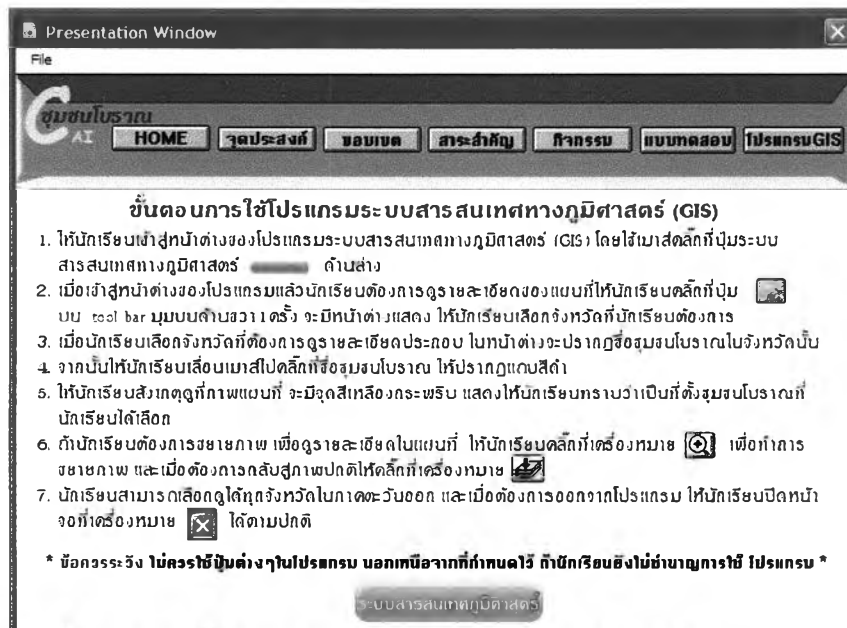 Presentation Window
File
ชุมชนโบราณ
CAI
HOME จุดประสงค์ ขอบเขต สาระสำคัญ กิจกรรม แบบทดสอบ โปรแกรมGIS
ขั้นตอนการใช้โปรแกรมระบบสารสนเทศทางภูมิศาสตร์ (GIS)
1. ให้นักเรียนเข้าสู่หน้าต่างของโปรแกรมระบบสารสนเทศทางภูมิศาสตร์ (GIS) โดยใช้เมาส์คลิ๊กที่ปุ่มระบบ
สารสนเทศทางภูมิศาสตร์ ด้านล่าง
2. เมื่อเข้าสู่หน้าต่างของโปรแกรมแล้วนักเรียนต้องการดูรายละเอียดของแผนที่ให้นักเรียนคลิ๊กที่ปุ่ม
บน tool bar มุมบนด้านขวา 1 ครั้ง จะมีหน้าต่างแสดง ให้นักเรียนเลือกจังหวัดที่นักเรียนต้องการ
3. เมื่อนักเรียนเลือกจังหวัดที่ต้องการดูรายละเอียดประกอบ ในหน้าต่างจะปรากฏชื่อชุมชนโบราณในจังหวัดนั้น
4. จากนั้นให้นักเรียนเลื่อนเมาส์ไปคลิ๊กที่ชื่อชุมชนโบราณ ให้ปรากฏแถบสีดำ
5. ให้นักเรียนสังเกตุดูที่ภาพแผนที่ จะมีจุดสีเหลืองกระพริบ แสดงให้นักเรียนทราบว่าเป็นที่ตั้งชุมชนโบราณที่
นักเรียนได้เลือก
6. ถ้านักเรียนต้องการขยายภาพ เพื่อดูรายละเอียดในแผนที่ ให้นักเรียนคลิ๊กที่เครื่องหมาย เพื่อทำการ
ขยายภาพ และเมื่อต้องการกลับสู่ภาพปกติให้คลิ๊กที่เครื่องหมาย
7. นักเรียนสามารถเลือกดูได้ทุกจังหวัดในภาคตะวันออก และเมื่อต้องการออกจากโปรแกรม ให้นักเรียนปิดหน้า
จอที่เครื่องหมาย ได้ตามปกติ
* ข้อควรระวัง ไม่ควรใช้ปุ่มต่างๆในโปรแกรม นอกเหนือจากที่กำหนดไว้ ถ้านักเรียนยังไม่ชำนาญการใช้ โปรแกรม *
ระบบสารสนเทศภูมิศาสตร์